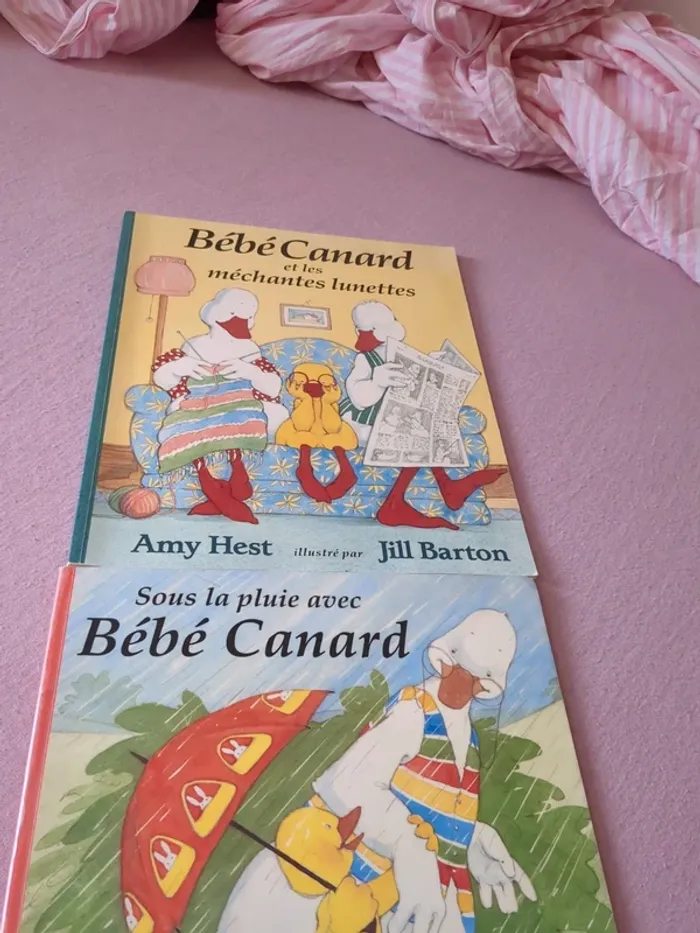 Bébé Canard
et les
méchantes lunettes
Amy Hest illustré par Jill Barton
Sous la pluie avec
Bébé Canard